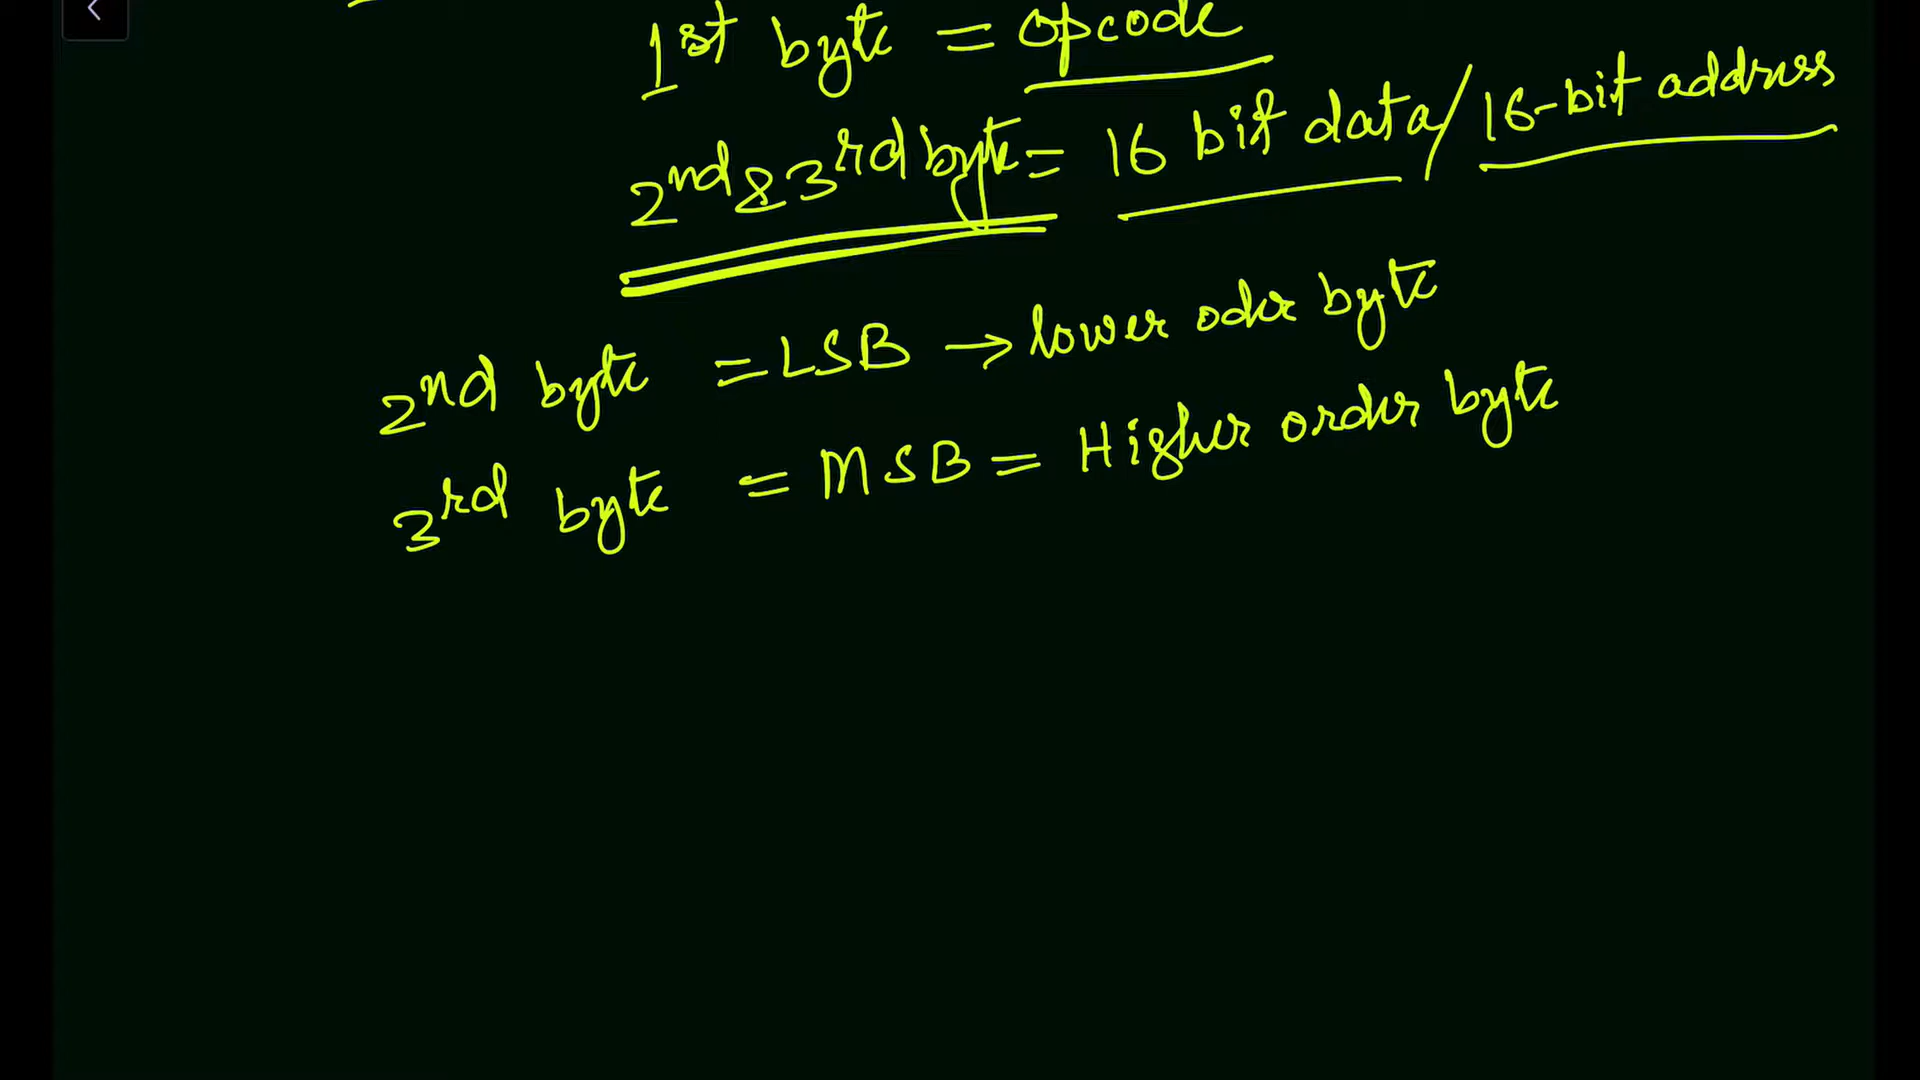 1st byte = opcode
2nd & 3rd byte = 16 bit data / 16-bit address
2nd byte = LSB → lower oder byte
3rd byte = MSB = Higher order byte